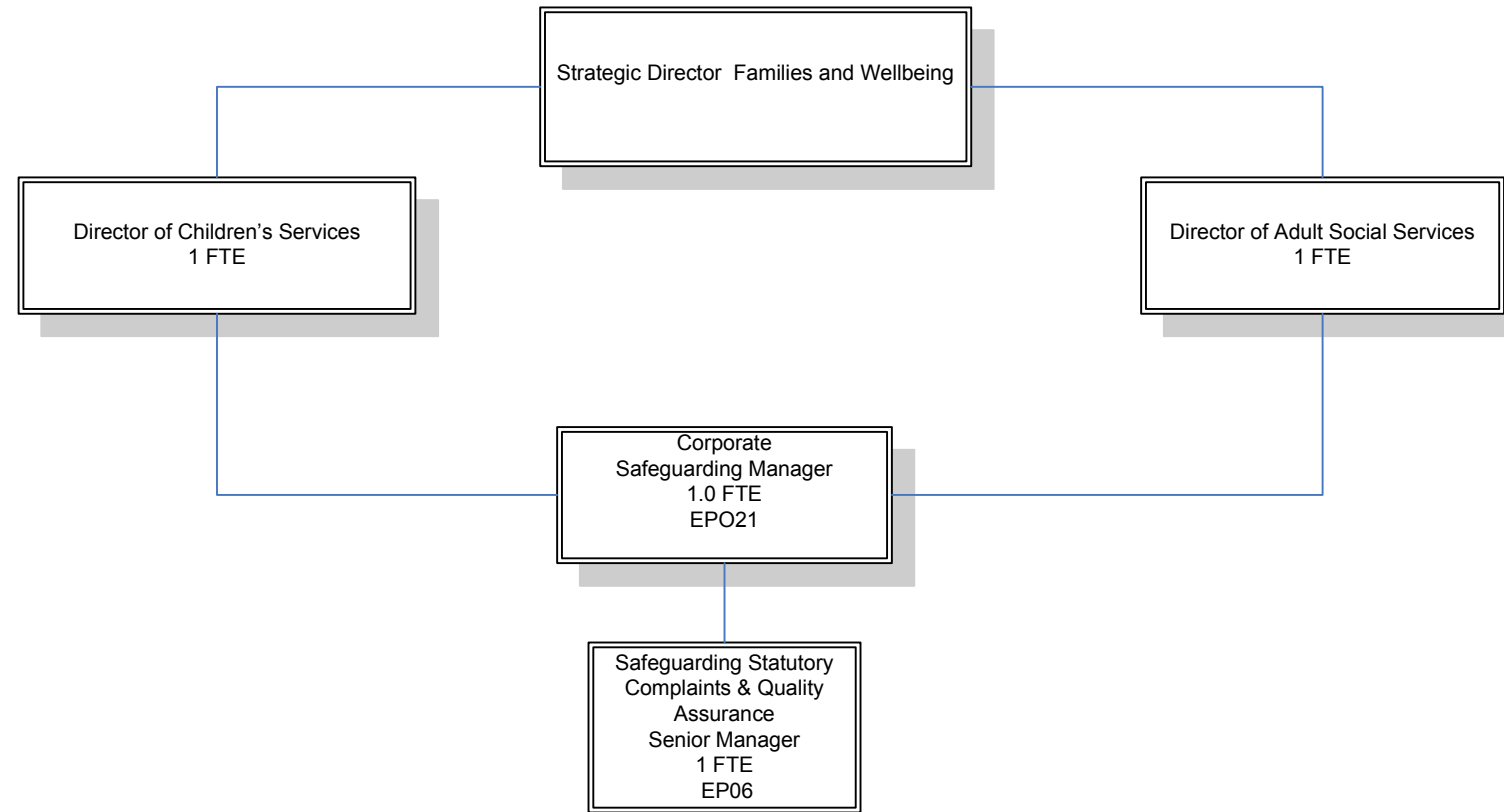 Strategic Director  Families and Wellbeing
Director of Children’s Services
1 FTE
Director of Adult Social Services
1 FTE
Corporate
Safeguarding Manager
1.0 FTE
EPO21
Safeguarding Statutory
Complaints & Quality
Assurance
Senior Manager
1 FTE
EP06